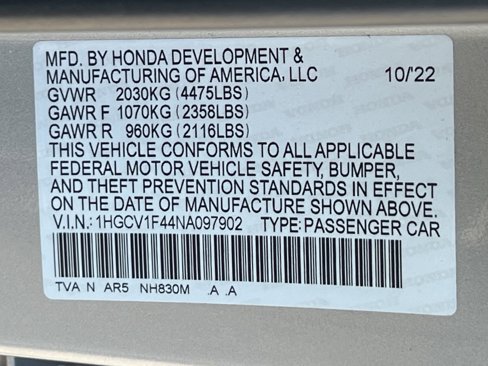 MFD. BY HONDA DEVELOPMENT &
MANUFACTURING OF AMERICA, LLC 10/22
GVWR 2030KG (4475LBS)
GAWR F 1070KG (2358LBS)
GAWR R 960KG (2116LBS)
THIS VEHICLE CONFORMS TO ALL APPLICABLE
FEDERAL MOTOR VEHICLE SAFETY, BUMPER,
AND THEFT PREVENTION STANDARDS IN EFFECT
ON THE DATE OF MANUFACTURE SHOWN ABOVE.
V.I.N.: 1HGCV1F44NA097902 TYPE: PASSENGER CAR
TVA N AR5 NH830M .A .A